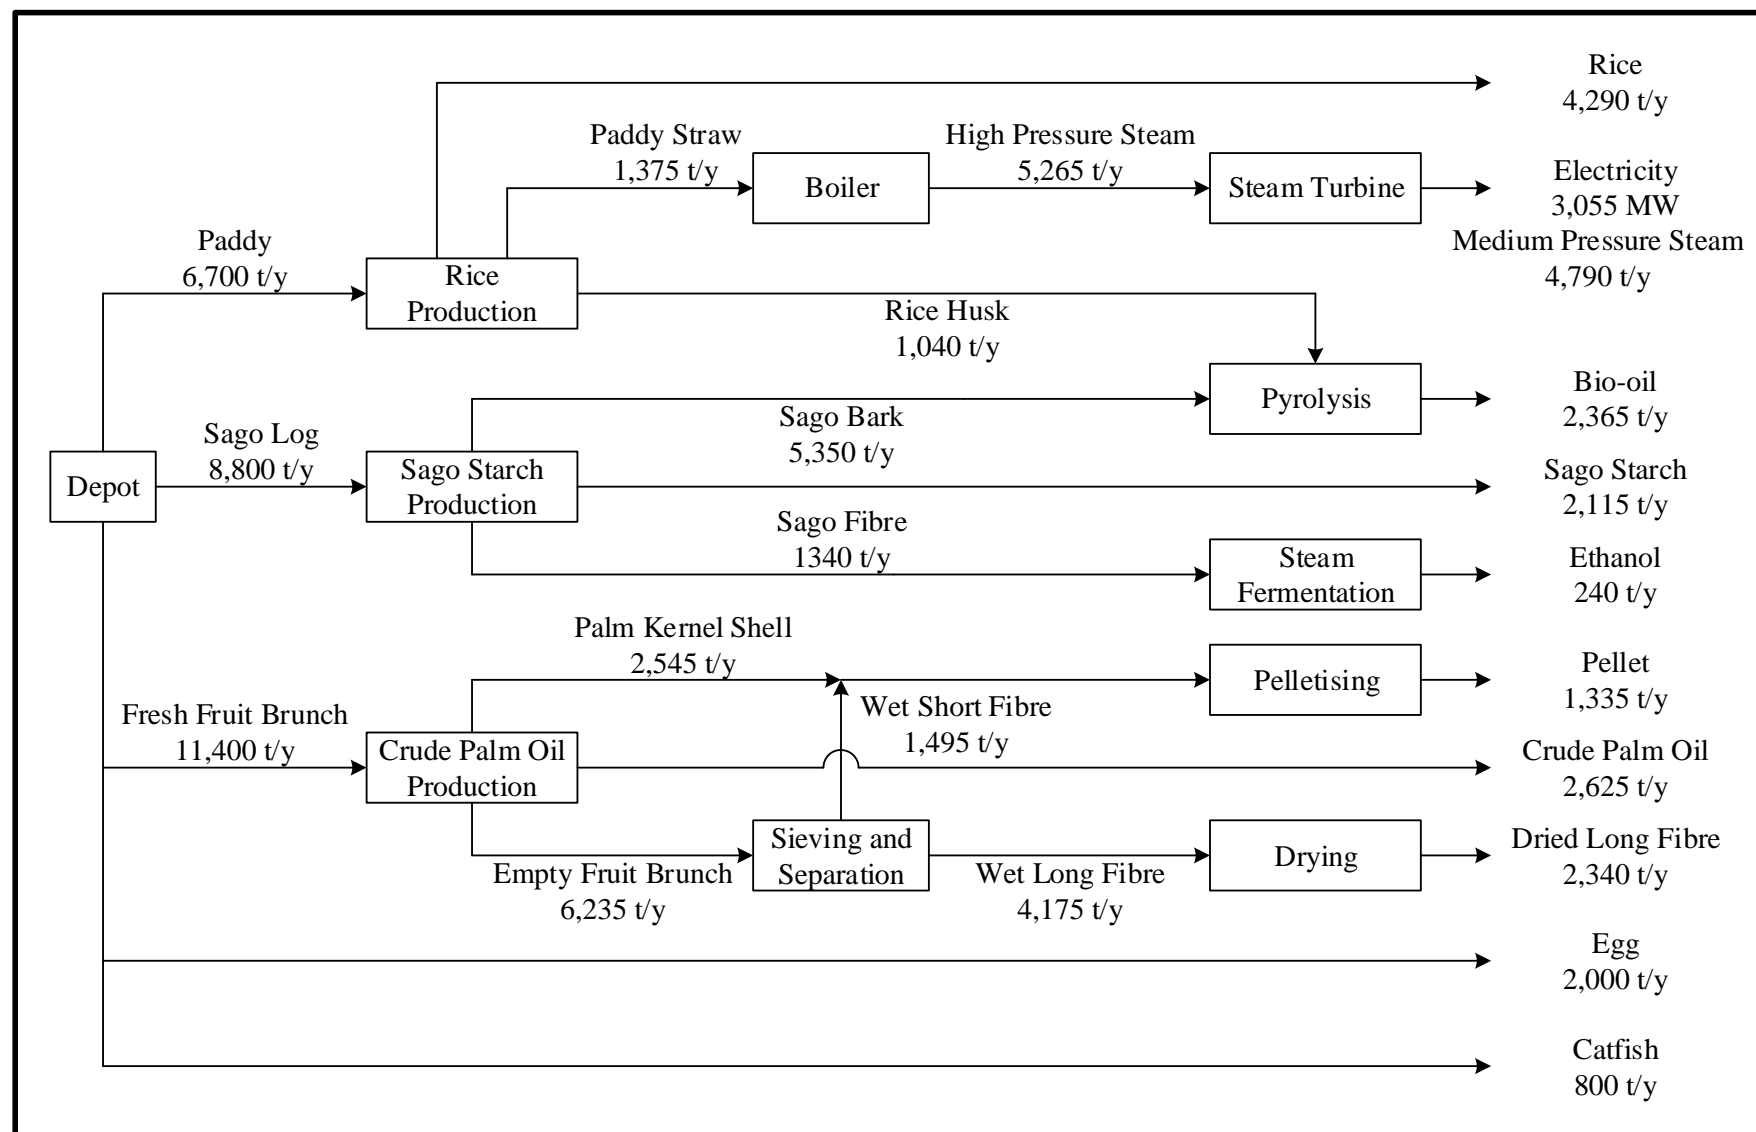 Rice
4,290 t/y
Paddy Straw
1,375 t/y
High Pressure Steam
5,265 t/y
Boiler
Steam Turbine
Electricity
3,055 MW
Medium Pressure Steam
4,790 t/y
Paddy
6,700 t/y
Rice
Production
Rice Husk
1,040 t/y
Pyrolysis
Bio-oil
2,365 t/y
Sago Bark
5,350 t/y
Depot
Sago Log
8,800 t/y
Sago Starch
Production
Sago Starch
2,115 t/y
Sago Fibre
1340 t/y
Steam
Fermentation
Ethanol
240 t/y
Palm Kernel Shell
2,545 t/y
Pelletising
Pellet
1,335 t/y
Wet Short Fibre
1,495 t/y
Fresh Fruit Brunch
11,400 t/y
Crude Palm Oil
Production
Crude Palm Oil
2,625 t/y
Empty Fruit Brunch
6,235 t/y
Sieving and
Separation
Wet Long Fibre
4,175 t/y
Drying
Dried Long Fibre
2,340 t/y
Egg
2,000 t/y
Catfish
800 t/y